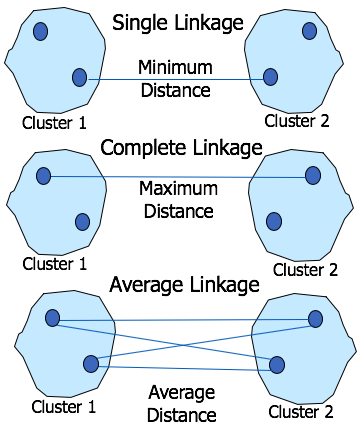 Single Linkage
Minimum
Distance
Cluster 1
Cluster 2
Complete Linkage
Maximum
Distance
Cluster 1
Cluster 2
Average Linkage
Average
Distance
Cluster 1
Cluster 2